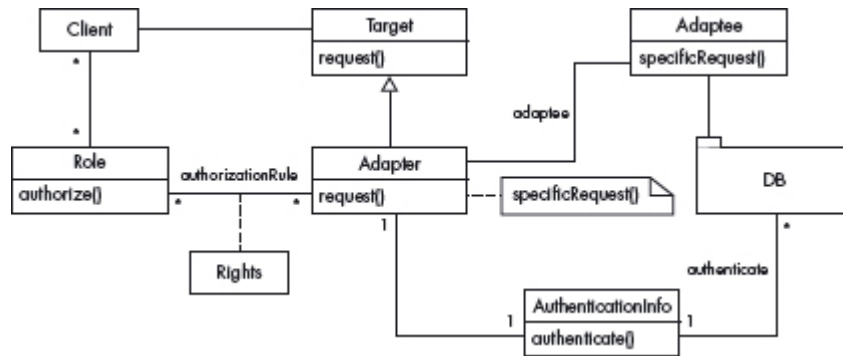 Client
Target
request()
Adaptee
specificRequest()
*
adaptee
*
Role
authorize()
authorizationRule
*
*
Adapter
request()
specificRequest()
DB
1
*
Rights
authenticate
AuthenticationInfo
authenticate()
1
1